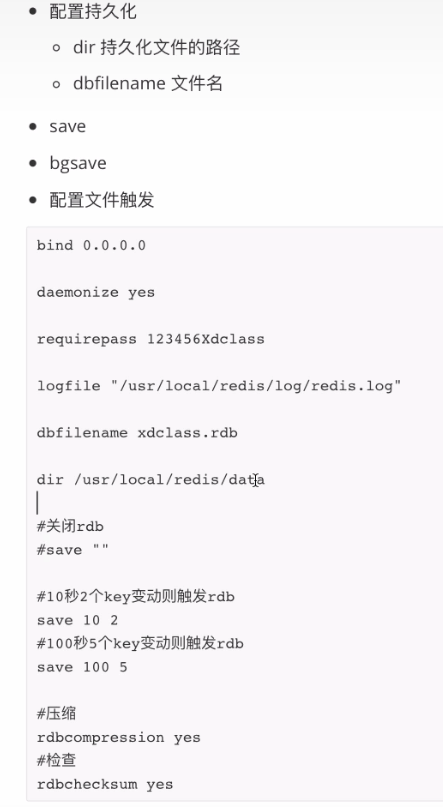 配置持久化
dir 持久化文件的路径
dbfilename 文件名
save
bgsave
配置文件触发
bind 0.0.0.0
daemonize yes
requirepass 123456Xdclass
logfile "/usr/local/redis/log/redis.log"
dbfilename xdclass.rdb
dir /usr/local/redis/data
#关闭rdb
#save ""
#10秒2个key变动则触发rdb
save 10 2
#100秒5个key变动则触发rdb
save 100 5
#压缩
rdbcompression yes
#检查
rdbchecksum yes